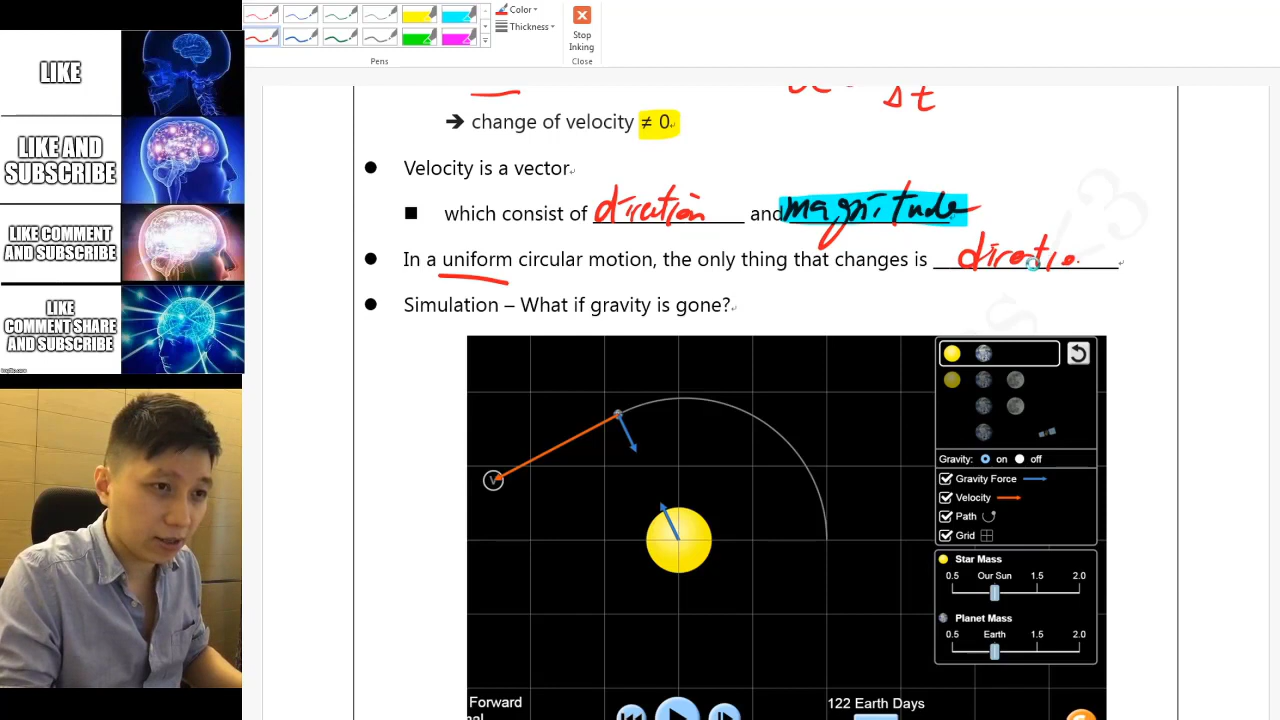 Color
Thickness
Stop
Inking
Pens
Close
LIKE
LIKE AND
SUBSCRIBE
LIKE COMMENT
AND SUBSCRIBE
LIKE
COMMENT SHARE
AND SUBSCRIBE
imgflip.com
Δt
➔ change of velocity ≠ 0
● Velocity is a vector
■ which consist of direction and magnitude
● In a uniform circular motion, the only thing that changes is directio
● Simulation – What if gravity is gone?
V
Gravity: on off
Gravity Force
Velocity
Path
Grid
Star Mass
0.5 Our Sun 1.5 2.0
Planet Mass
0.5 Earth 1.5 2.0
Forward
122 Earth Days